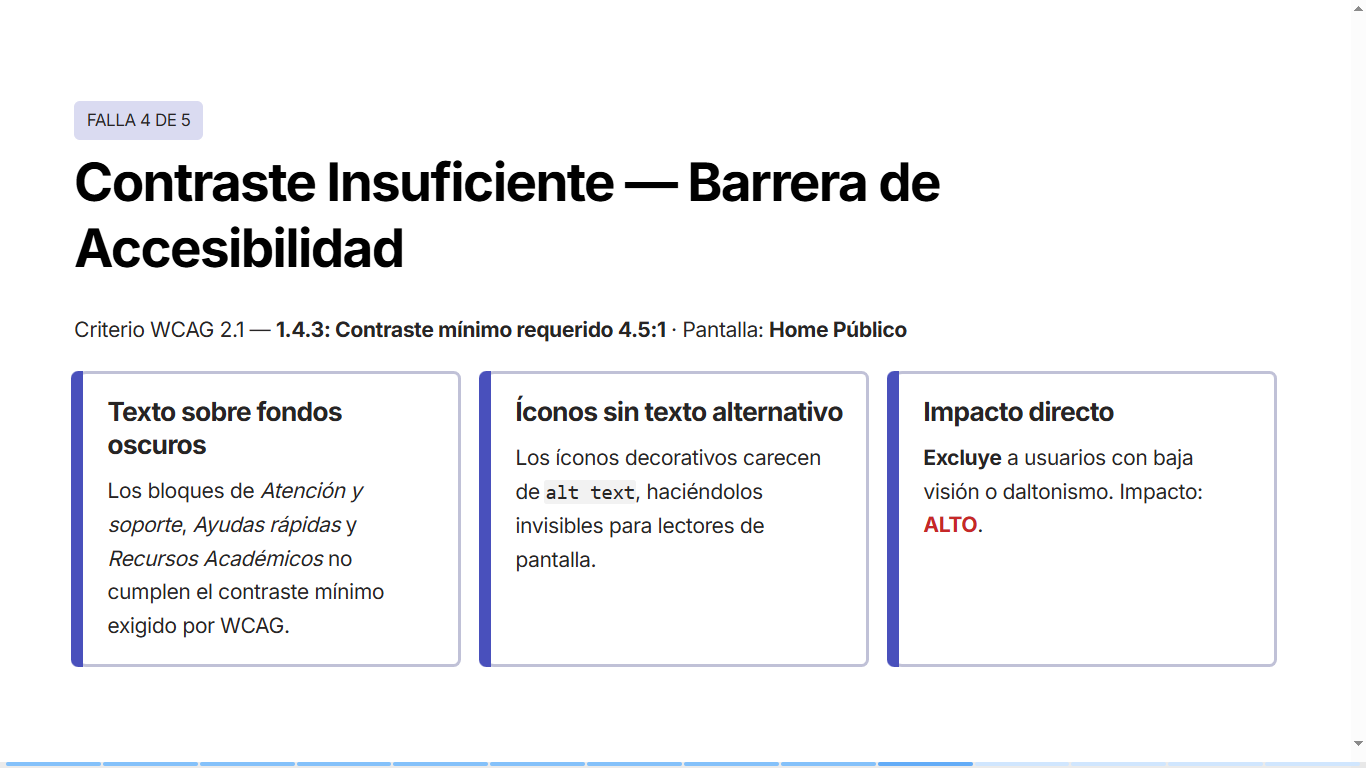 FALLA 4 DE 5
Contraste Insuficiente — Barrera de
Accesibilidad
Criterio WCAG 2.1 — 1.4.3: Contraste mínimo requerido 4.5:1 · Pantalla: Home Público
Texto sobre fondos
oscuros
Los bloques de Atención y
soporte, Ayudas rápidas y
Recursos Académicos no
cumplen el contraste mínimo
exigido por WCAG.
Íconos sin texto alternativo
Los íconos decorativos carecen
de alt text, haciéndolos
invisibles para lectores de
pantalla.
Impacto directo
Excluye a usuarios con baja
visión o daltonismo. Impacto:
ALTO.